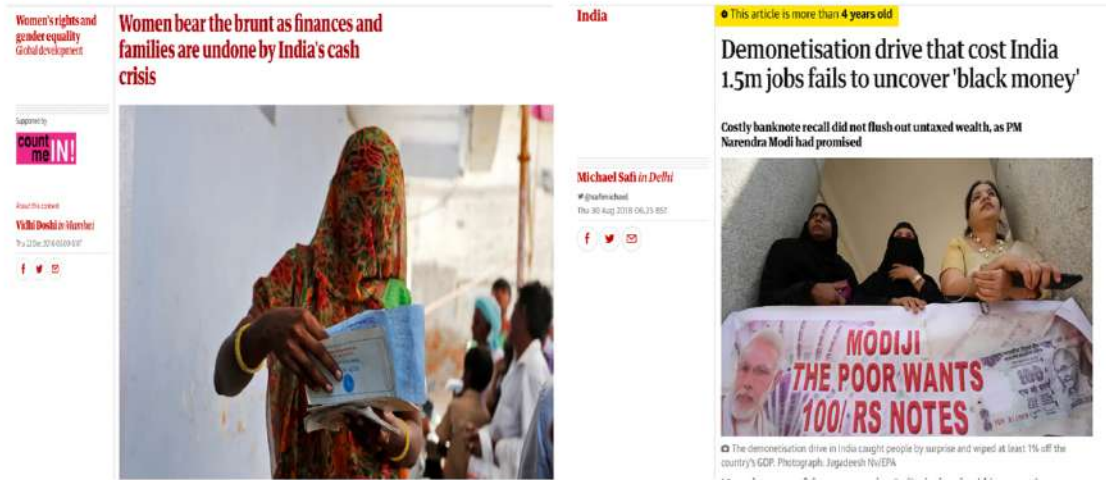 Women's rights and
gender equality
Global development
Women bear the brunt as finances and
families are undone by India's cash
crisis
Supported by
count
me IN!
About this content
Vidhi Doshi in Mumbai
India
This article is more than 4 years old
Demonetisation drive that cost India
1.5m jobs fails to uncover 'black money'
Costly banknote recall did not flush out untaxed wealth, as PM
Narendra Modi had promised
Michael Safi in Delhi
@safimichael
Thu 30 Aug 2018 06.25 BST
MODIJI
THE POOR WANTS
100/- RS NOTES
100
The demonetisation drive in India caught people by surprise and wiped at least 1% off the
country's GDP. Photograph: Jagadeesh Nv/EPA